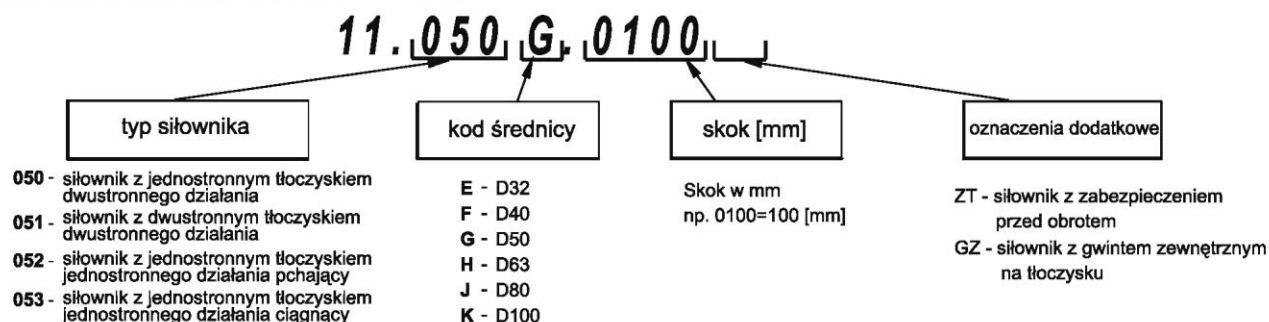 11.050 G.0100
typ siłownika
kod średnicy
skok [mm]
oznaczenia dodatkowe
050 - siłownik z jednostronnym tłoczyskiem
dwustronnego działania
051 - siłownik z dwustronnym tłoczyskiem
dwustronnego działania
052 - siłownik z jednostronnym tłoczyskiem
jednostronnego działania pchający
053 - siłownik z jednostronnym tłoczyskiem
jednostronnego działania ciągnący
E - D32
F - D40
G - D50
H - D63
J - D80
K - D100
Skok w mm
np. 0100=100 [mm]
ZT - siłownik z zabezpieczeniem
przed obrotem
GZ - siłownik z gwintem zewnętrznym
na tłoczysku